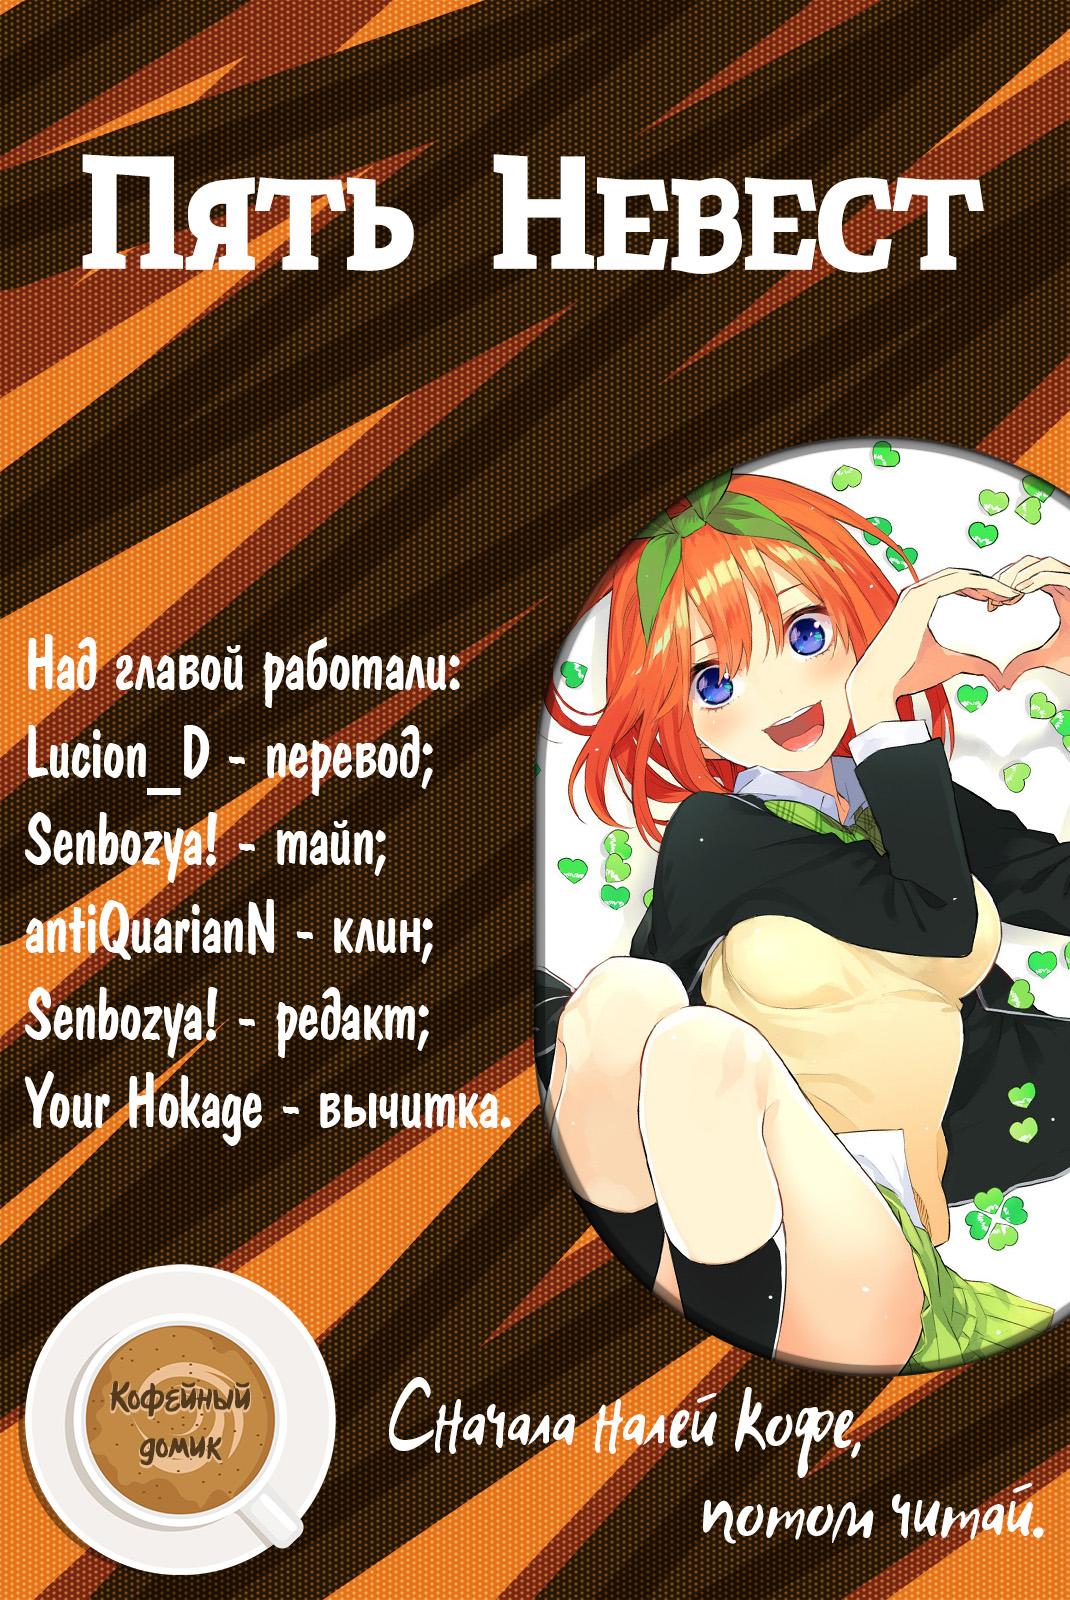 Пять Невест
Над главой работали:
Lucion_D - перевод;
Senbozya! - тайп;
antiQuarianN - клин;
Senbozya! - редакт;
Your Hokage - вычитка.
Кофейный
домик
Сначала налей кофе,
потом читай.